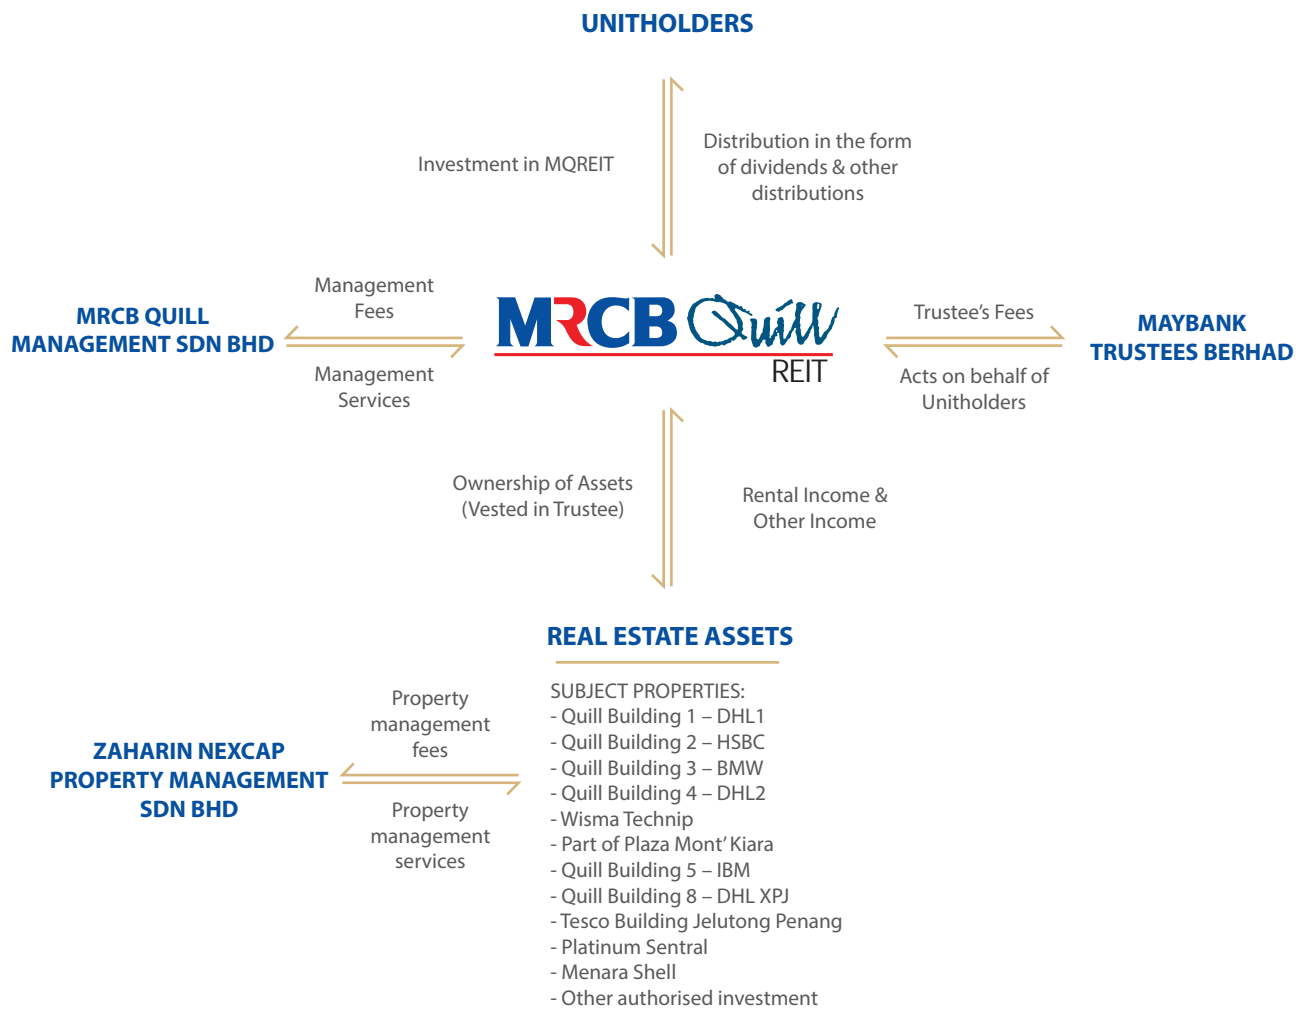 UNITHOLDERS
Investment in MQREIT
Distribution in the form
of dividends & other
distributions
MRCB QUILL
MANAGEMENT SDN BHD
Management
Fees
Management
Services
MRCB Quill
REIT
Trustee's Fees
Acts on behalf of
Unitholders
MAYBANK
TRUSTEES BERHAD
Ownership of Assets
(Vested in Trustee)
Rental Income &
Other Income
REAL ESTATE ASSETS
ZAHARIN NEXCAP
PROPERTY MANAGEMENT
SDN BHD
Property
management
fees
Property
management
services
SUBJECT PROPERTIES:
- Quill Building 1 – DHL1
- Quill Building 2 – HSBC
- Quill Building 3 – BMW
- Quill Building 4 – DHL2
- Wisma Technip
- Part of Plaza Mont' Kiara
- Quill Building 5 – IBM
- Quill Building 8 – DHL XPJ
- Tesco Building Jelutong Penang
- Platinum Sentral
- Menara Shell
- Other authorised investment